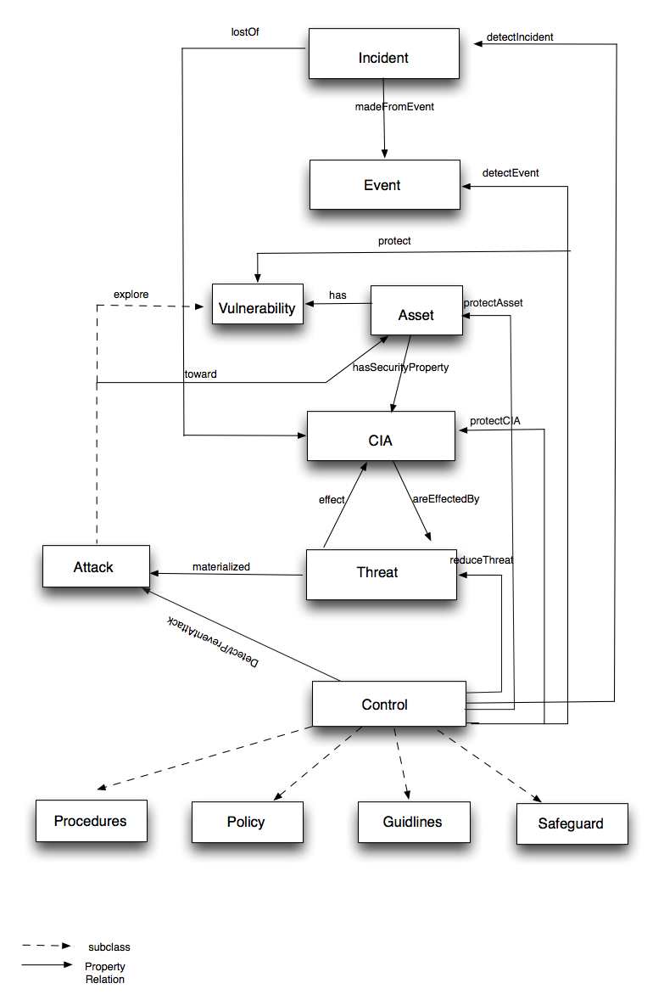 lostOf
detectIncident
Incident
madeFromEvent
detectEvent
Event
protect
explore
has
protectAsset
Vulnerability
Asset
toward
hasSecurityProperty
protectCIA
CIA
effect
areEffectedBy
reduceThreat
Attack
materialized
Threat
Detect/PreventAttack
Control
Procedures
Policy
Guidlines
Safeguard
subclass
Property
Relation